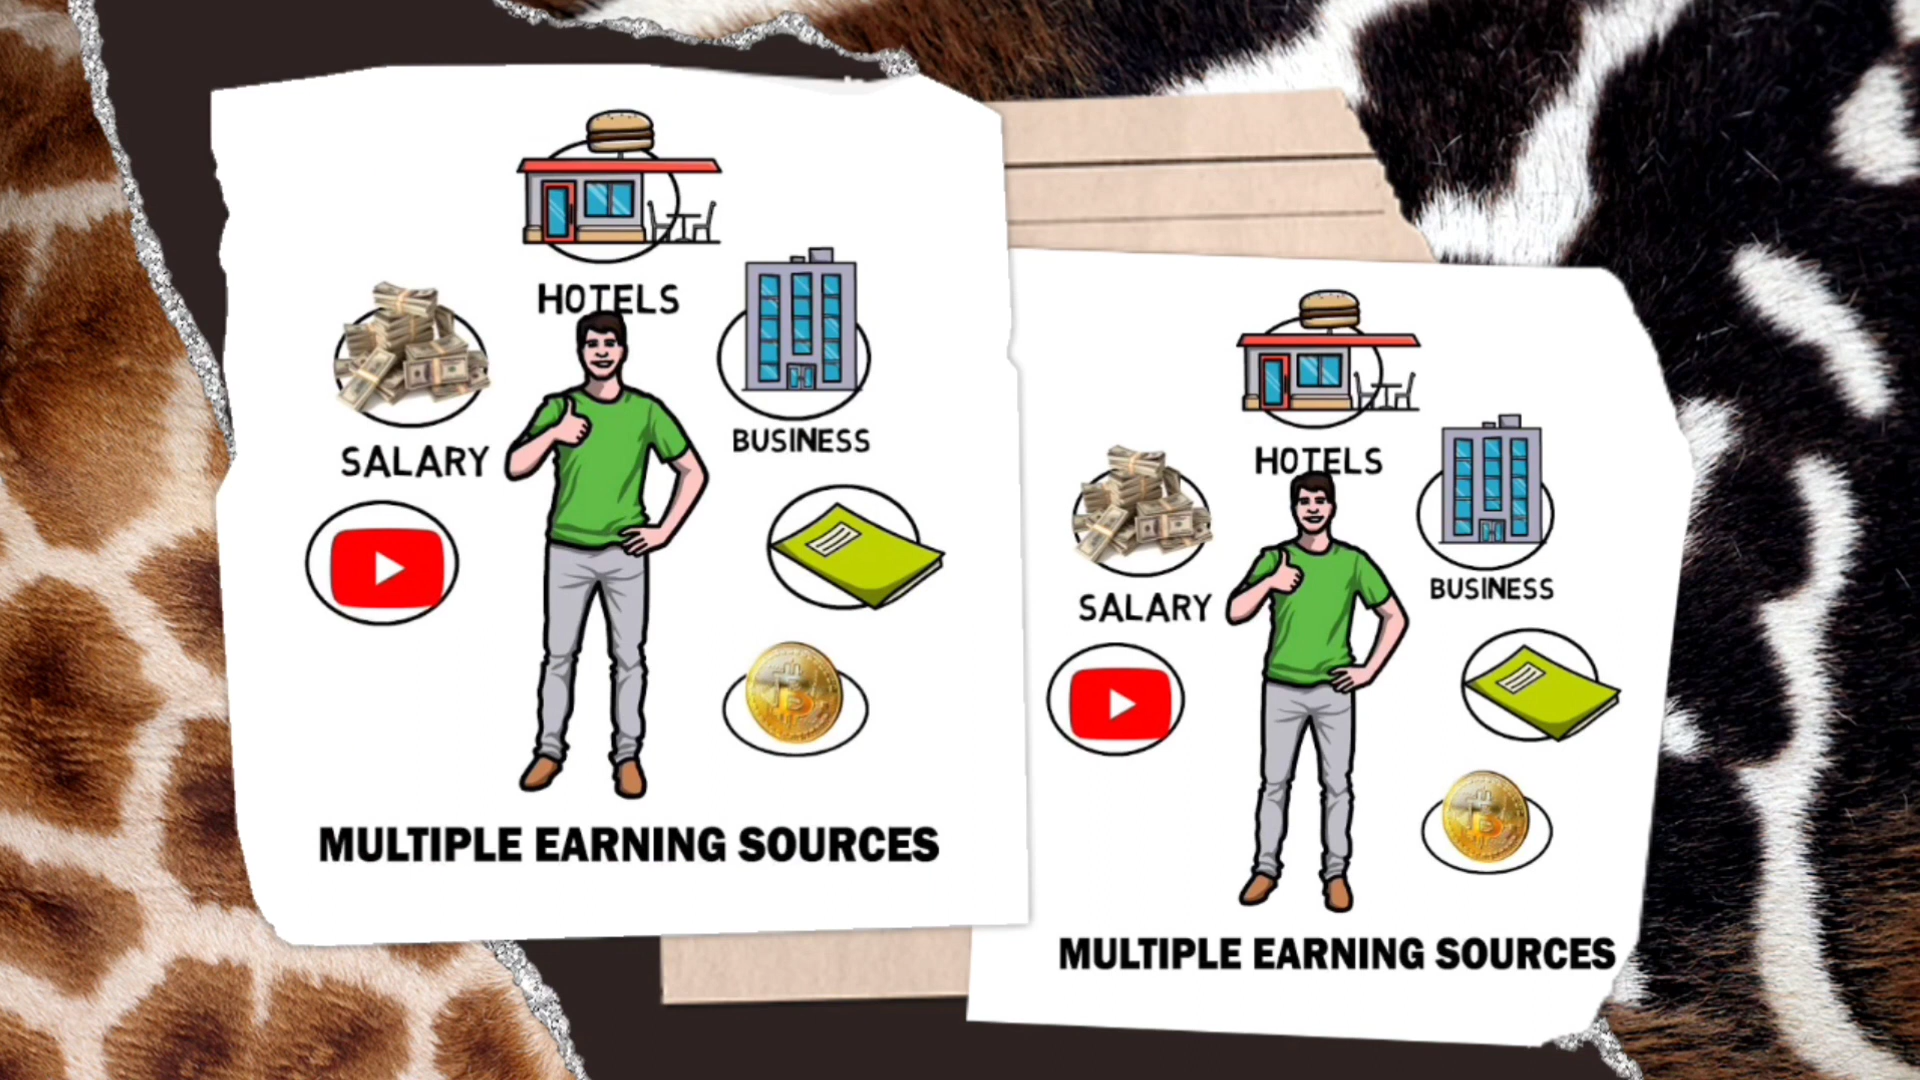 HOTELS
SALARY
BUSINESS
MULTIPLE EARNING SOURCES
HOTELS
SALARY
BUSINESS
MULTIPLE EARNING SOURCES